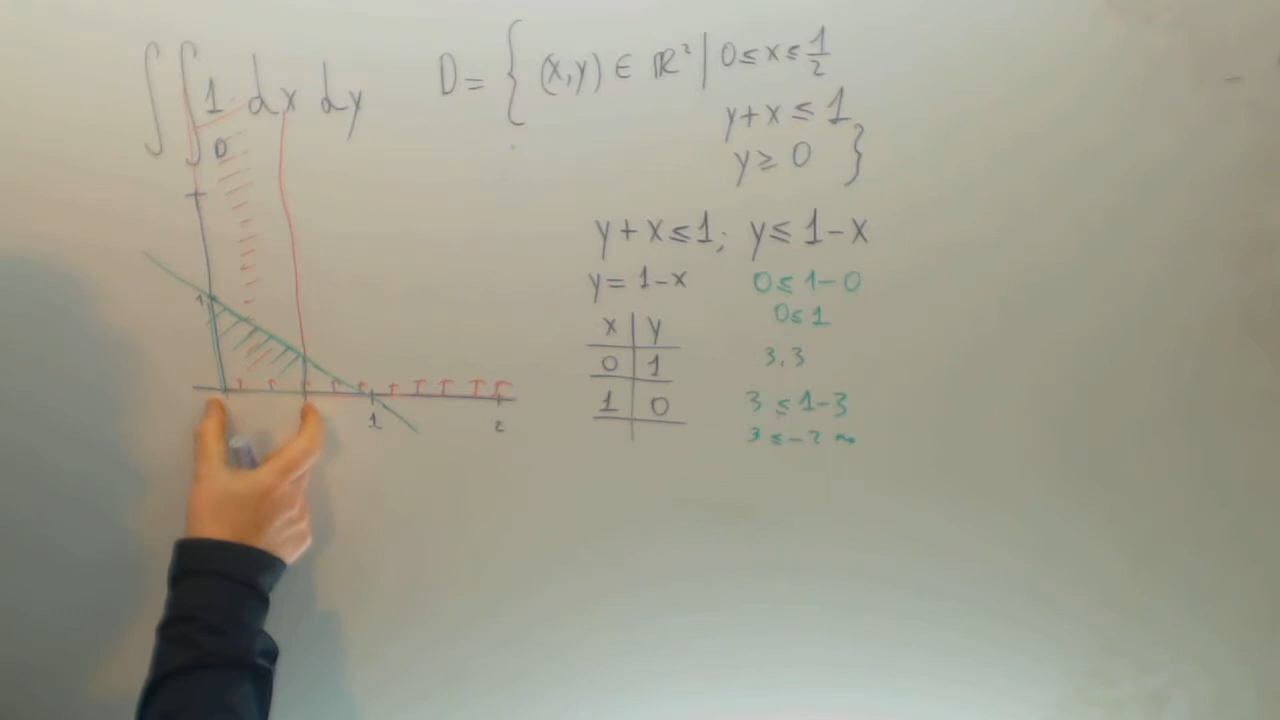 ∫∫ 1 dx dy
D
D = { (x,y) ∈ ℝ² | 0 ≤ x ≤ 1/2
y + x ≤ 1
y ≥ 0 }
y + x ≤ 1; y ≤ 1 - x
y = 1 - x
0 ≤ 1 - 0
0 ≤ 1
x | y
0 | 1
1 | 0
3, 3
3 ≤ 1 - 3
3 ≤ - 2 no
1
1
2